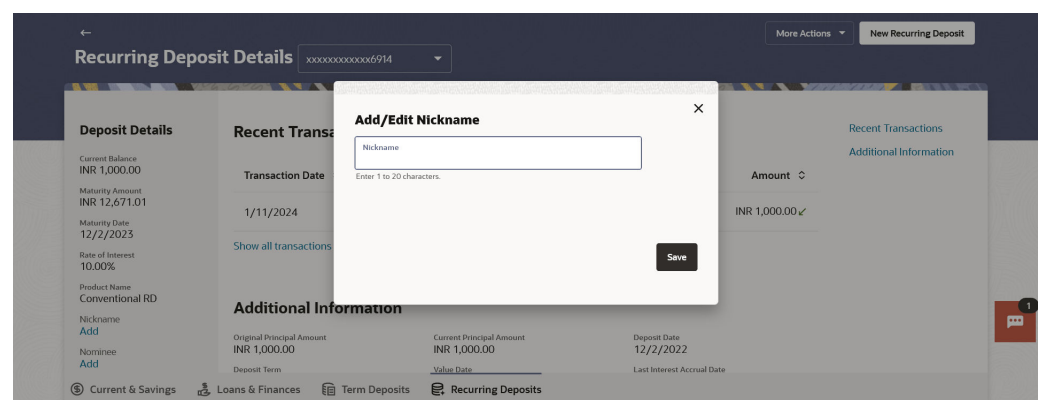 ←
More Actions
New Recurring Deposit
Recurring Deposit Details
xxxxxxxxxxxx6914
Add/Edit Nickname
Nickname
Enter 1 to 20 characters.
Save
Deposit Details
Current Balance
INR 1,000.00
Maturity Amount
INR 12,671.01
Maturity Date
12/2/2023
Rate of Interest
10.00%
Product Name
Conventional RD
Nickname
Add
Nominee
Add
Recent Transa
Transaction Date
Amount
1/11/2024
INR 1,000.00
Show all transactions
Additional Information
Original Principal Amount
INR 1,000.00
Current Principal Amount
INR 1,000.00
Deposit Date
12/2/2022
Deposit Term
Value Date
Last Interest Accrual Date
Recent Transactions
Additional Information
1
Current & Savings
Loans & Finances
Term Deposits
Recurring Deposits